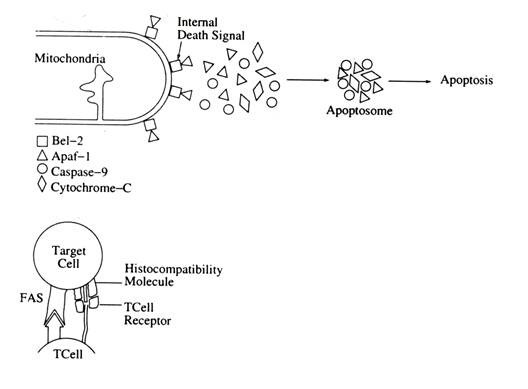 Internal
Death Signal
Mitochondria
Apoptosis
Apoptosome
Bel-2
Apaf-1
Caspase-9
Cytochrome-C
Target
Cell
Histocompatibility
Molecule
FAS
TCell
Receptor
TCell